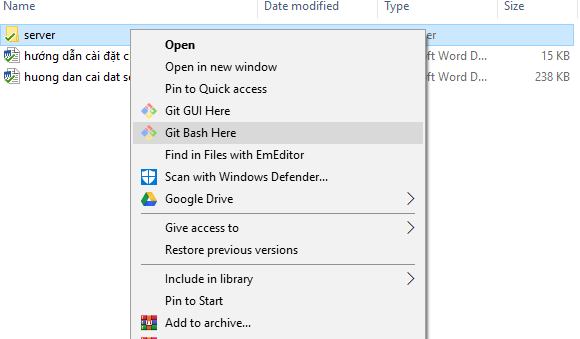 Name Date modified Type Size
server
hướng dẫn cài đặt c ft Word D... 15 KB
huong dan cai dat se ft Word D... 238 KB
Open
Open in new window
Pin to Quick access
Git GUI Here
Git Bash Here
Find in Files with EmEditor
Scan with Windows Defender...
Google Drive
Give access to
Restore previous versions
Include in library
Pin to Start
Add to archive...